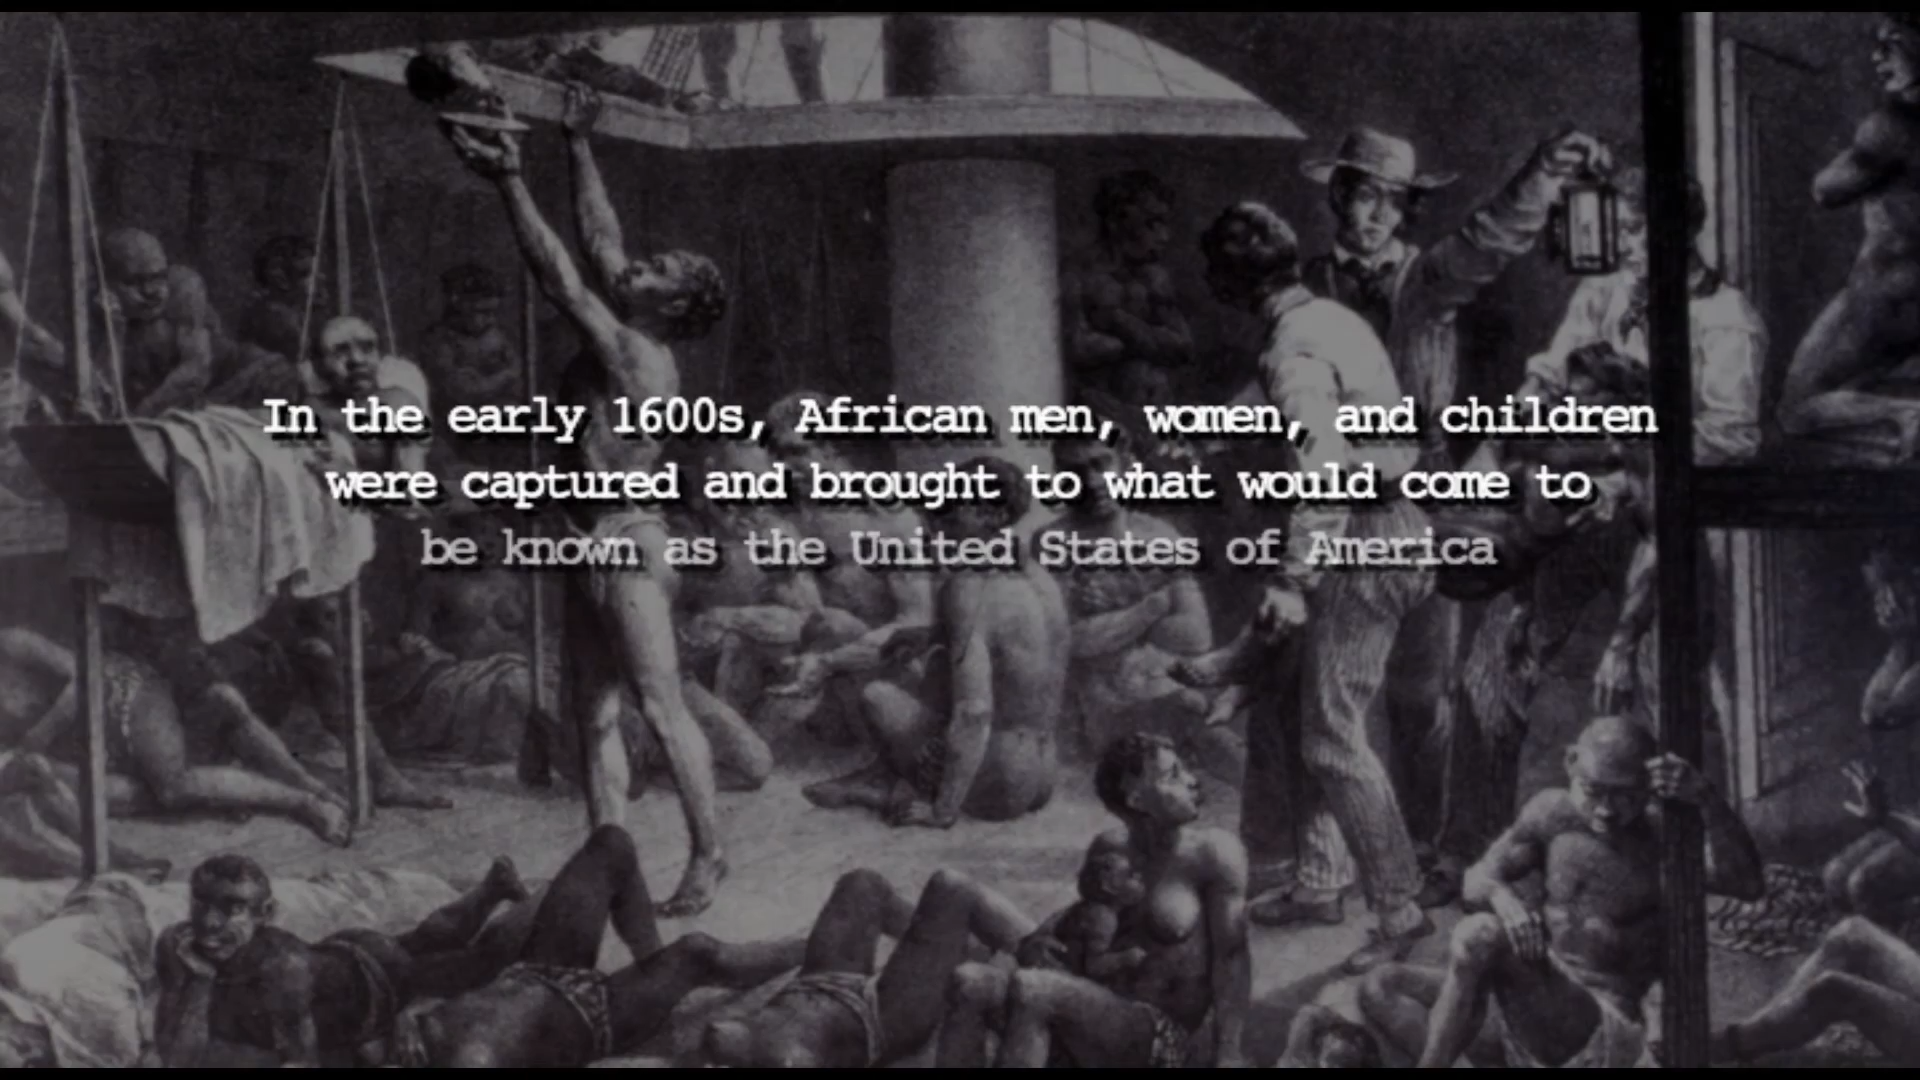 In the early 1600s, African men, women, and children
were captured and brought to what would come to
be known as the United States of America